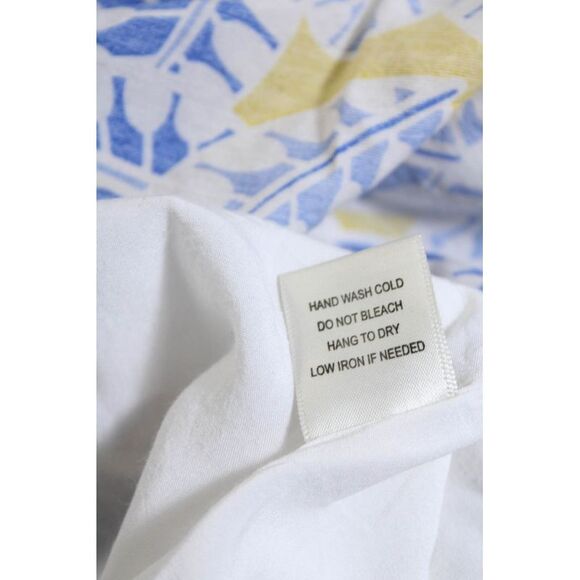 HAND WASH COLD
DO NOT BLEACH
HANG TO DRY
LOW IRON IF NEEDED